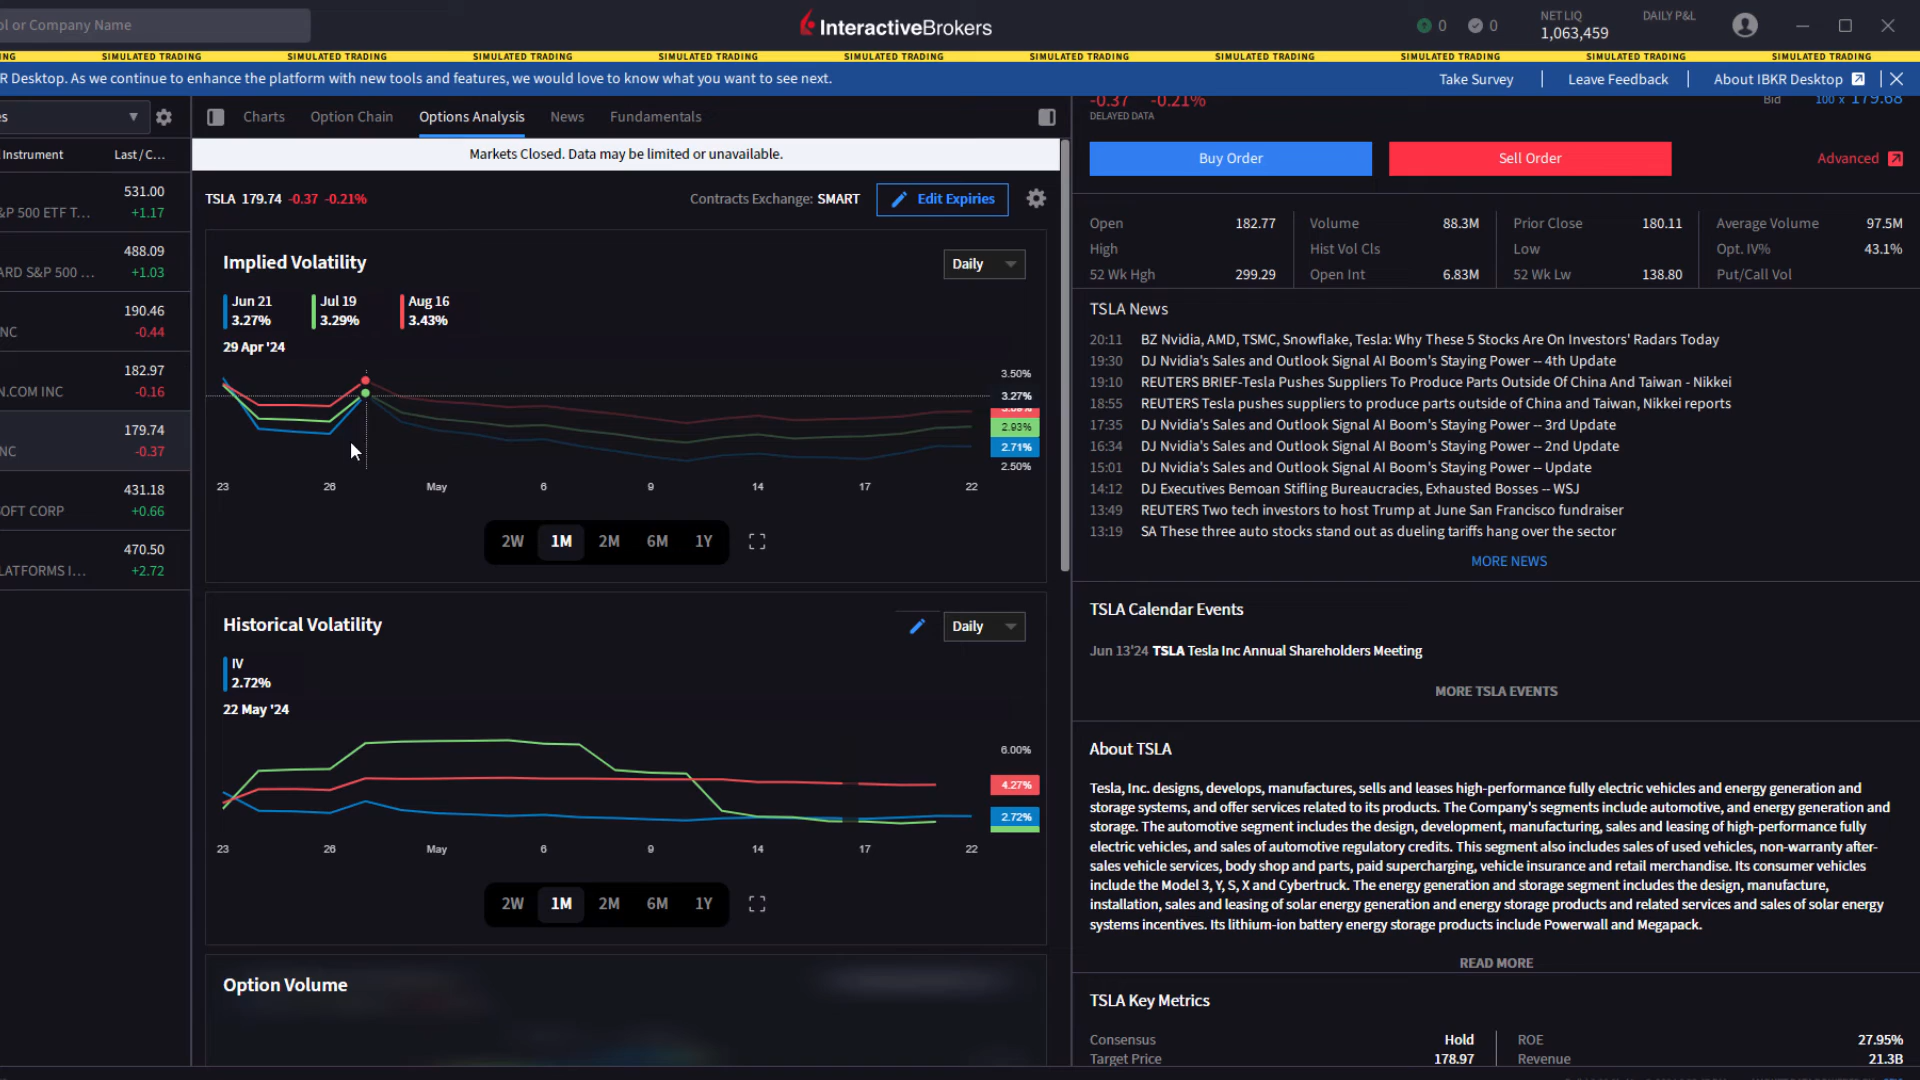 ol or Company Name
InteractiveBrokers
0
0
NET LIQ
1,063,459
DAILY P&L
NG SIMULATED TRADING SIMULATED TRADING SIMULATED TRADING SIMULATED TRADING SIMULATED TRADING SIMULATED TRADING SIMULATED TRADING SIMULATED TRADING SIMULATED TRADING SIMULATED TRADING
R Desktop. As we continue to enhance the platform with new tools and features, we would love to know what you want to see next.
Take Survey
Leave Feedback
About IBKR Desktop
es
Instrument
Last / C...
531.00
&P 500 ETF T...
+1.17
488.09
ARD S&P 500 ...
+1.03
190.46
NC
-0.44
182.97
N.COM INC
-0.16
179.74
NC
-0.37
431.18
OFT CORP
+0.66
470.50
LATFORMS I...
+2.72
Charts
Option Chain
Options Analysis
News
Fundamentals
Markets Closed. Data may be limited or unavailable.
TSLA 179.74 -0.37 -0.21%
Contracts Exchange: SMART
Edit Expiries
Implied Volatility
Daily
Jun 21
3.27%
Jul 19
3.29%
Aug 16
3.43%
29 Apr '24
3.50%
3.27%
2.93%
2.71%
2.50%
23 26 May 6 9 14 17 22
2W 1M 2M 6M 1Y
Historical Volatility
Daily
IV
2.72%
22 May '24
6.00%
4.27%
2.72%
23 26 May 6 9 14 17 22
2W 1M 2M 6M 1Y
Option Volume
-0.37 -0.21%
DELAYED DATA
Bid
100 x 179.68
Buy Order
Sell Order
Advanced
Open 182.77
High
52 Wk Hgh 299.29
Volume 88.3M
Hist Vol Cls
Open Int 6.83M
Prior Close 180.11
Low
52 Wk Lw 138.80
Average Volume 97.5M
Opt. IV% 43.1%
Put/Call Vol
TSLA News
20:11 BZ Nvidia, AMD, TSMC, Snowflake, Tesla: Why These 5 Stocks Are On Investors' Radars Today
19:30 DJ Nvidia's Sales and Outlook Signal AI Boom's Staying Power -- 4th Update
19:10 REUTERS BRIEF-Tesla Pushes Suppliers To Produce Parts Outside Of China And Taiwan - Nikkei
18:55 REUTERS Tesla pushes suppliers to produce parts outside of China and Taiwan, Nikkei reports
17:35 DJ Nvidia's Sales and Outlook Signal AI Boom's Staying Power -- 3rd Update
16:34 DJ Nvidia's Sales and Outlook Signal AI Boom's Staying Power -- 2nd Update
15:01 DJ Nvidia's Sales and Outlook Signal AI Boom's Staying Power -- Update
14:12 DJ Executives Bemoan Stifling Bureaucracies, Exhausted Bosses -- WSJ
13:49 REUTERS Two tech investors to host Trump at June San Francisco fundraiser
13:19 SA These three auto stocks stand out as dueling tariffs hang over the sector
MORE NEWS
TSLA Calendar Events
Jun 13'24 TSLA Tesla Inc Annual Shareholders Meeting
MORE TSLA EVENTS
About TSLA
Tesla, Inc. designs, develops, manufactures, sells and leases high-performance fully electric vehicles and energy generation and
storage systems, and offer services related to its products. The Company's segments include automotive, and energy generation and
storage. The automotive segment includes the design, development, manufacturing, sales and leasing of high-performance fully
electric vehicles, and sales of automotive regulatory credits. This segment also includes sales of used vehicles, non-warranty after-
sales vehicle services, body shop and parts, paid supercharging, vehicle insurance and retail merchandise. Its consumer vehicles
include the Model 3, Y, S, X and Cybertruck. The energy generation and storage segment includes the design, manufacture,
installation, sales and leasing of solar energy generation and energy storage products and related services and sales of solar energy
systems incentives. Its lithium-ion battery energy storage products include Powerwall and Megapack.
READ MORE
TSLA Key Metrics
Consensus Hold
Target Price 178.97
ROE 27.95%
Revenue 21.3B